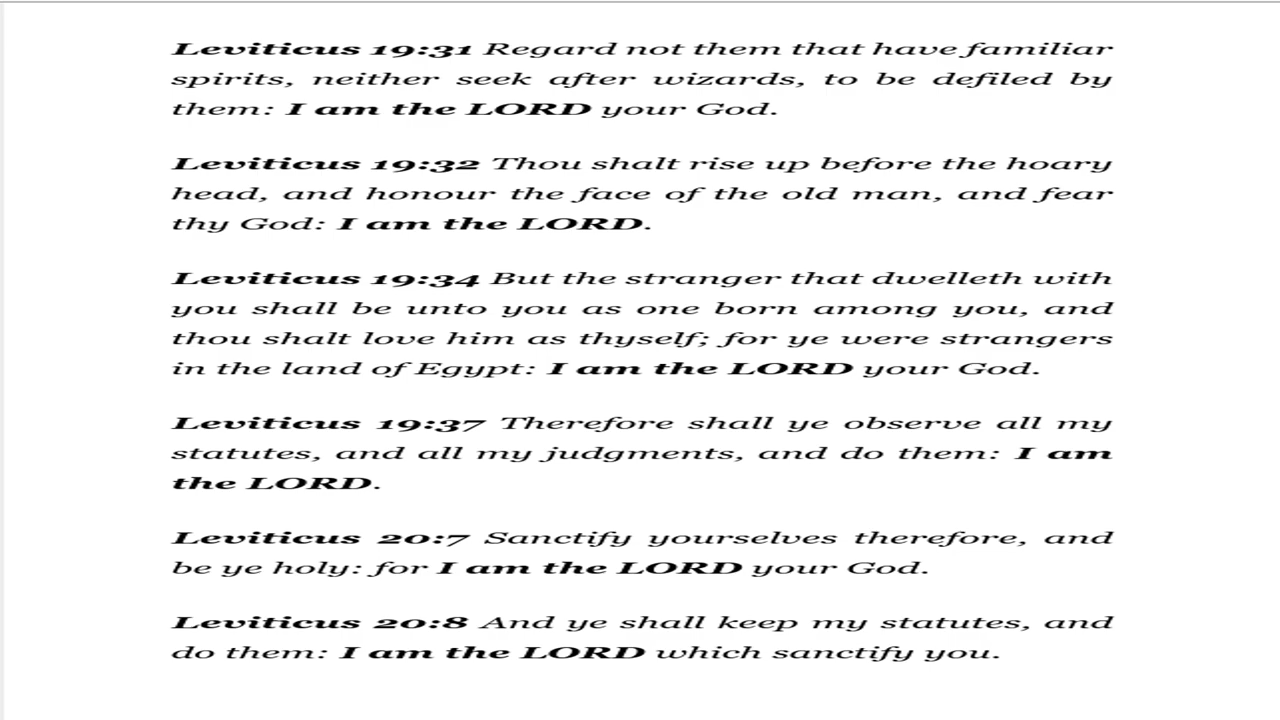 Leviticus 19:31 Regard not them that have familiar
spirits, neither seek after wizards, to be defiled by
them: I am the LORD your God.
Leviticus 19:32 Thou shalt rise up before the hoary
head, and honour the face of the old man, and fear
thy God: I am the LORD.
Leviticus 19:34 But the stranger that dwelleth with
you shall be unto you as one born among you, and
thou shalt love him as thyself; for ye were strangers
in the land of Egypt: I am the LORD your God.
Leviticus 19:37 Therefore shall ye observe all my
statutes, and all my judgments, and do them: I am
the LORD.
Leviticus 20:7 Sanctify yourselves therefore, and
be ye holy: for I am the LORD your God.
Leviticus 20:8 And ye shall keep my statutes, and
do them: I am the LORD which sanctify you.